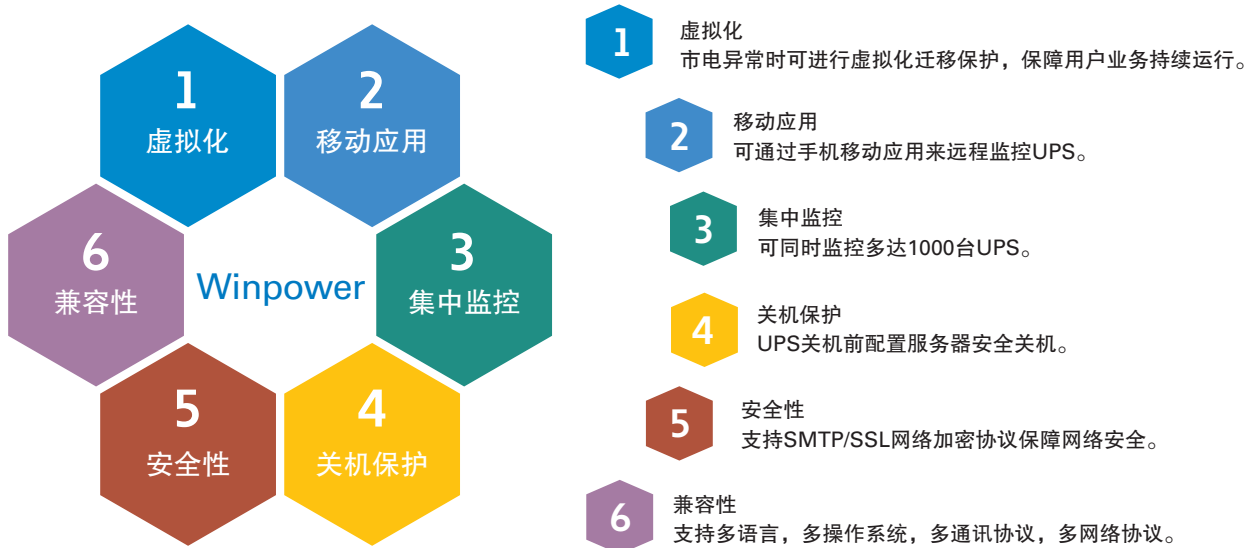 1
虚拟化
2
移动应用
6
兼容性
Winpower
3
集中监控
5
安全性
4
关机保护
1
虚拟化
市电异常时可进行虚拟化迁移保护，保障用户业务持续运行。
2
移动应用
可通过手机移动应用来远程监控UPS。
3
集中监控
可同时监控多达1000台UPS。
4
关机保护
UPS关机前配置服务器安全关机。
5
安全性
支持SMTP/SSL网络加密协议保障网络安全。
6
兼容性
支持多语言，多操作系统，多通讯协议，多网络协议。